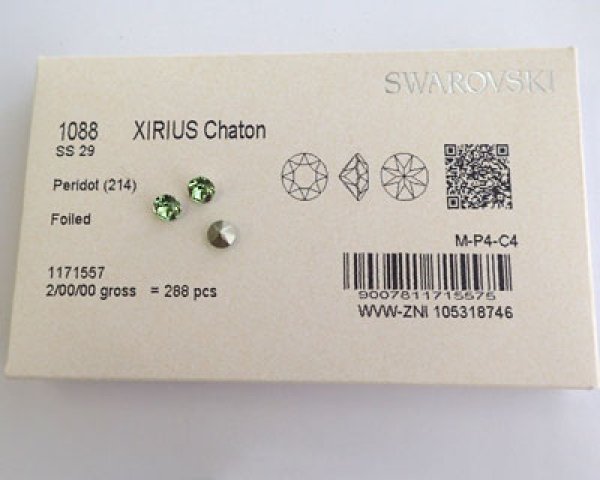 SWAROVSKI
1088 XIRIUS Chaton
SS 29
Peridot (214)
Foiled
M-P4-C4
1171557
2/00/00 gross = 288 pcs
9007811715575
WVW-ZNI 105318746